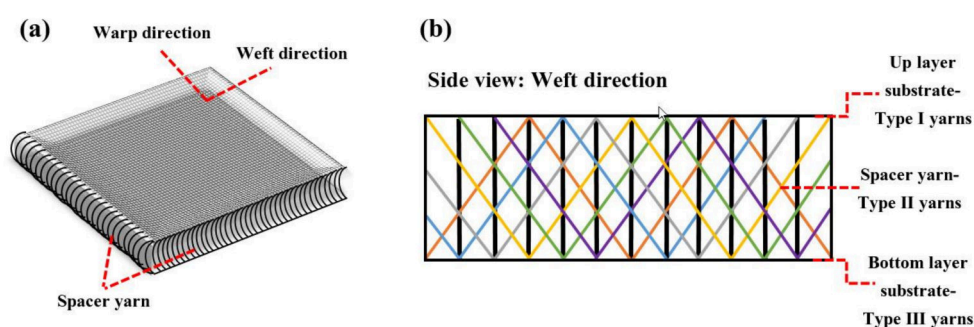 (a)
Warp direction
Weft direction
Spacer yarn
(b)
Side view: Weft direction
Up layer
substrate-
Type I yarns
Spacer yarn-
Type II yarns
Bottom layer
substrate-
Type III yarns